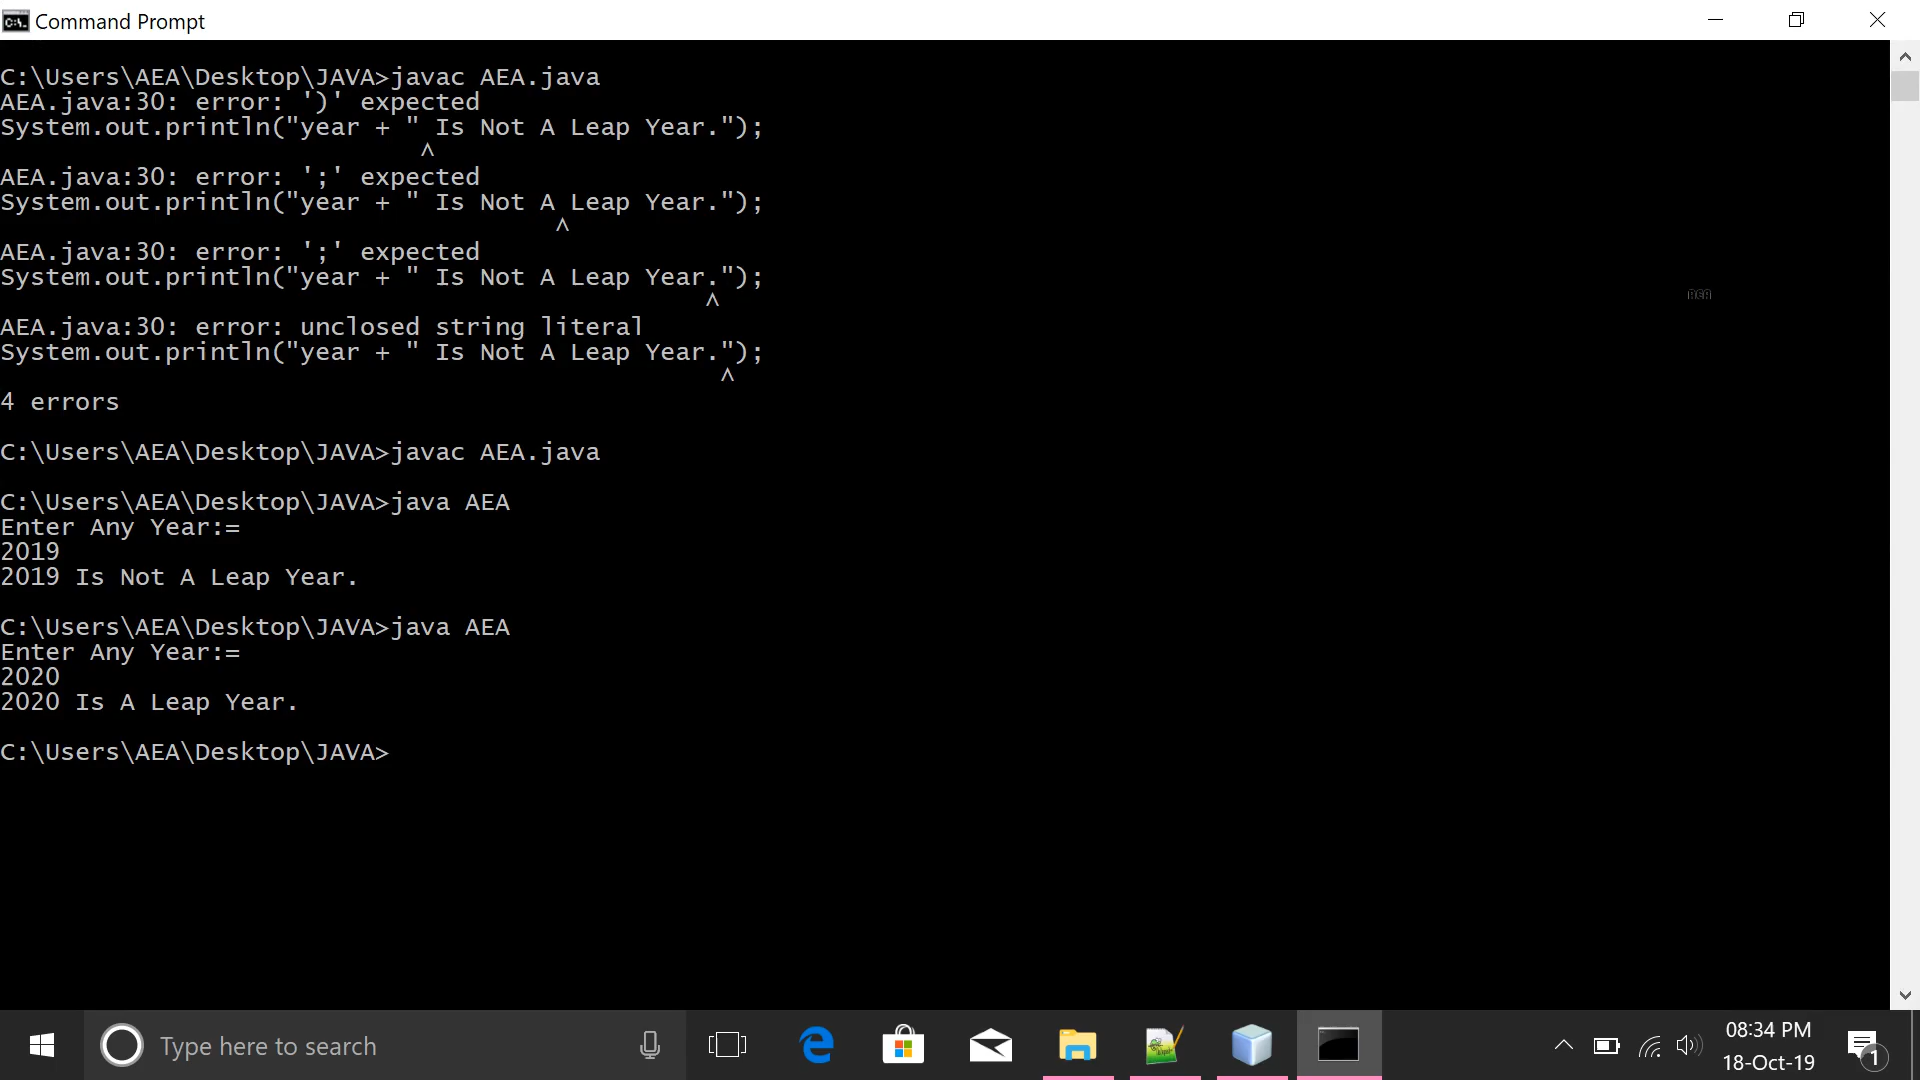 Command Prompt
C:\Users\AEA\Desktop\JAVA>javac AEA.java
AEA.java:30: error: ')' expected
System.out.println("year + " Is Not A Leap Year.");
^
AEA.java:30: error: ';' expected
System.out.println("year + " Is Not A Leap Year.");
^
AEA.java:30: error: ';' expected
System.out.println("year + " Is Not A Leap Year.");
^
AEA.java:30: error: unclosed string literal
System.out.println("year + " Is Not A Leap Year.");
^
4 errors
C:\Users\AEA\Desktop\JAVA>javac AEA.java
C:\Users\AEA\Desktop\JAVA>java AEA
Enter Any Year:=
2019
2019 Is Not A Leap Year.
C:\Users\AEA\Desktop\JAVA>java AEA
Enter Any Year:=
2020
2020 Is A Leap Year.
C:\Users\AEA\Desktop\JAVA>
AEA
Type here to search
08:34 PM
18-Oct-19
1